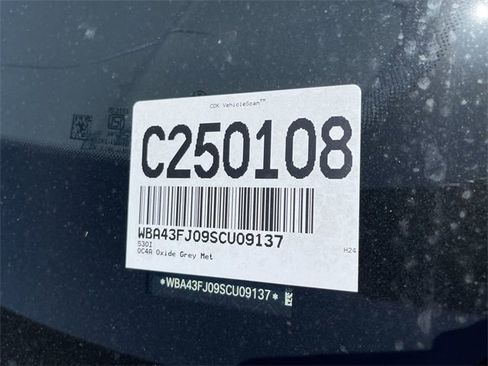 CDK VehicleScan™
C250108
WBA43FJ09SCU09137
530I
H24
0C4A Oxide Grey Met
*WBA43FJ09SCU09137*